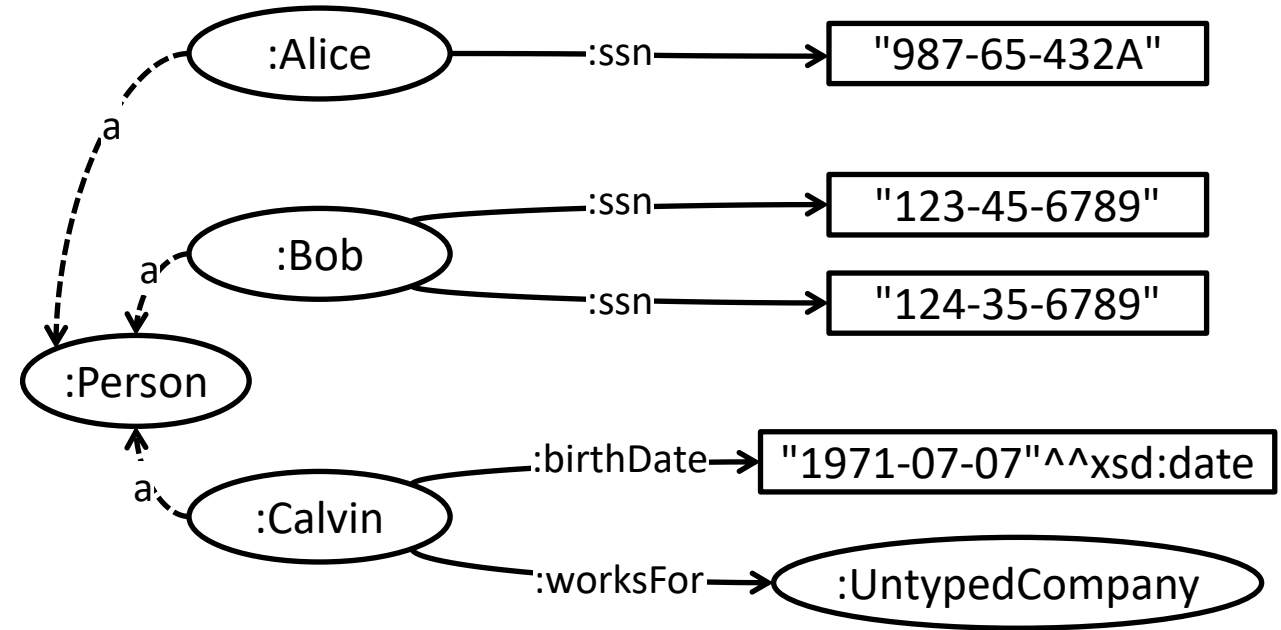 :Alice :ssn "987-65-432A"
a
:ssn "123-45-6789"
:Bob
a
:ssn "124-35-6789"
:Person
:birthDate "1971-07-07"^^xsd:date
a
:Calvin
:worksFor :UntypedCompany